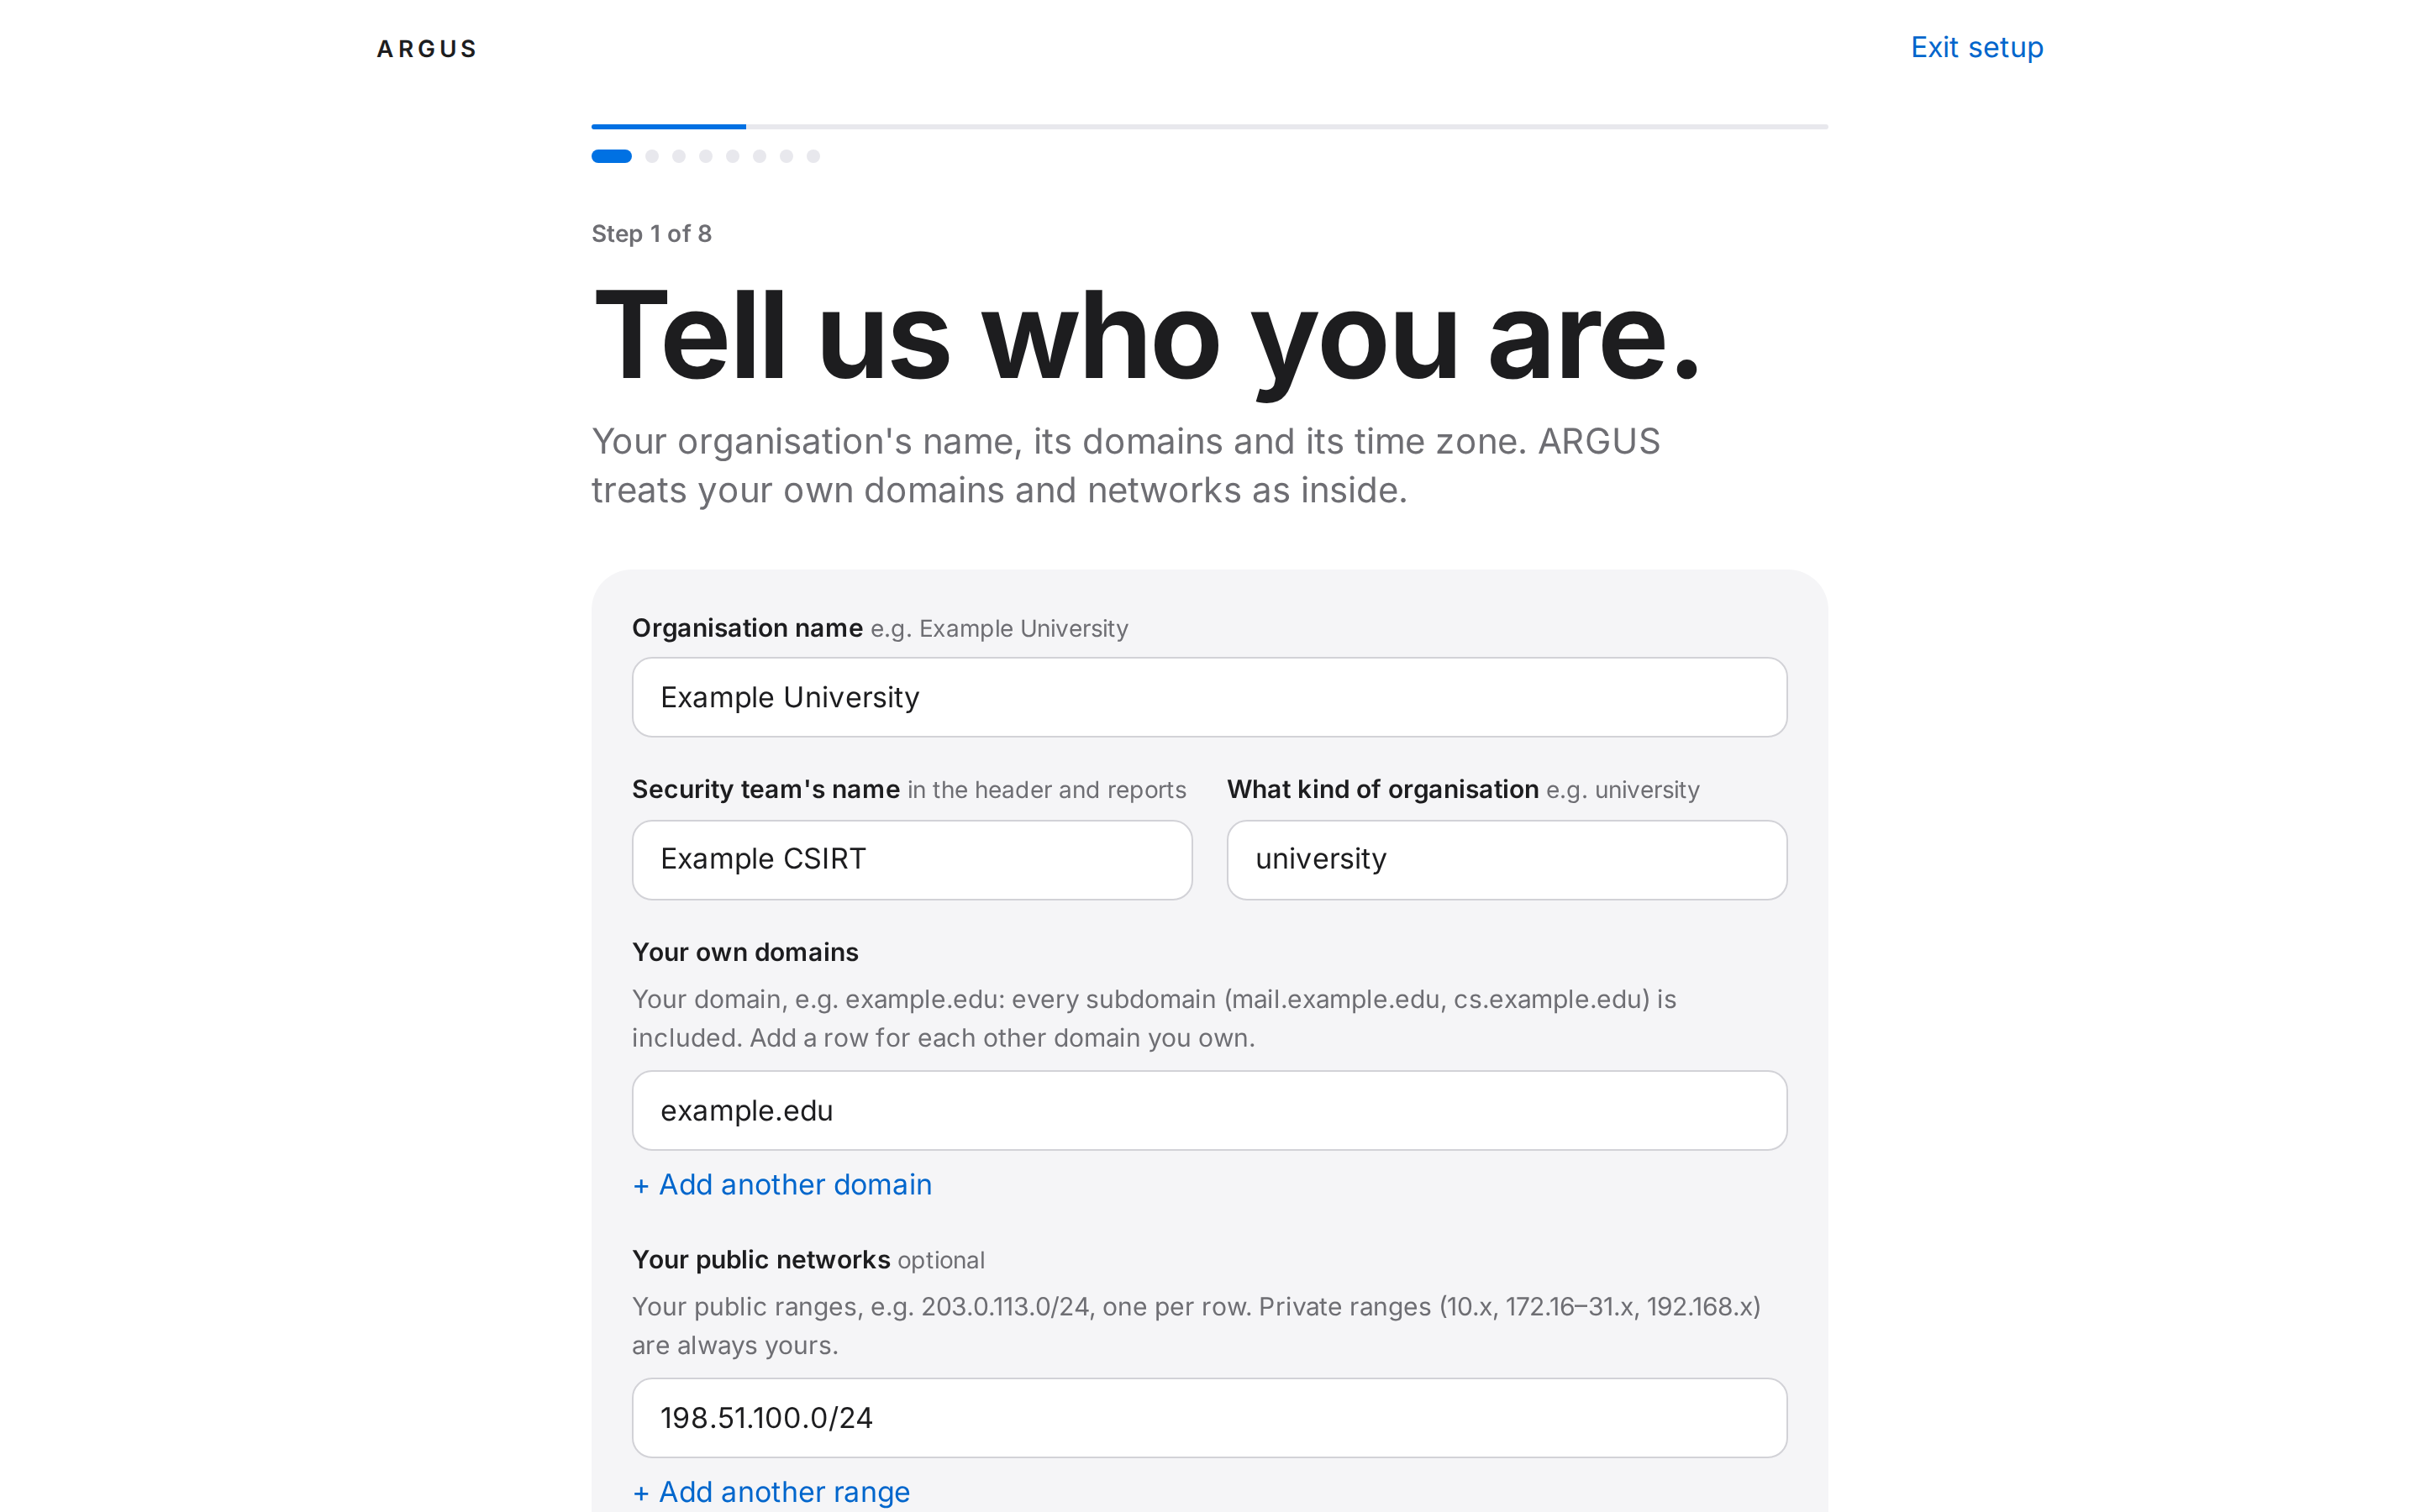 ARGUS
Exit setup
Step 1 of 8
Tell us who you are.
Your organisation's name, its domains and its time zone. ARGUS
treats your own domains and networks as inside.
Organisation name e.g. Example University
Example University
Security team's name in the header and reports
What kind of organisation e.g. university
Example CSIRT
university
Your own domains
Your domain, e.g. example.edu: every subdomain (mail.example.edu, cs.example.edu) is
included. Add a row for each other domain you own.
example.edu
+ Add another domain
Your public networks optional
Your public ranges, e.g. 203.0.113.0/24, one per row. Private ranges (10.x, 172.16–31.x, 192.168.x)
are always yours.
198.51.100.0/24
+ Add another range